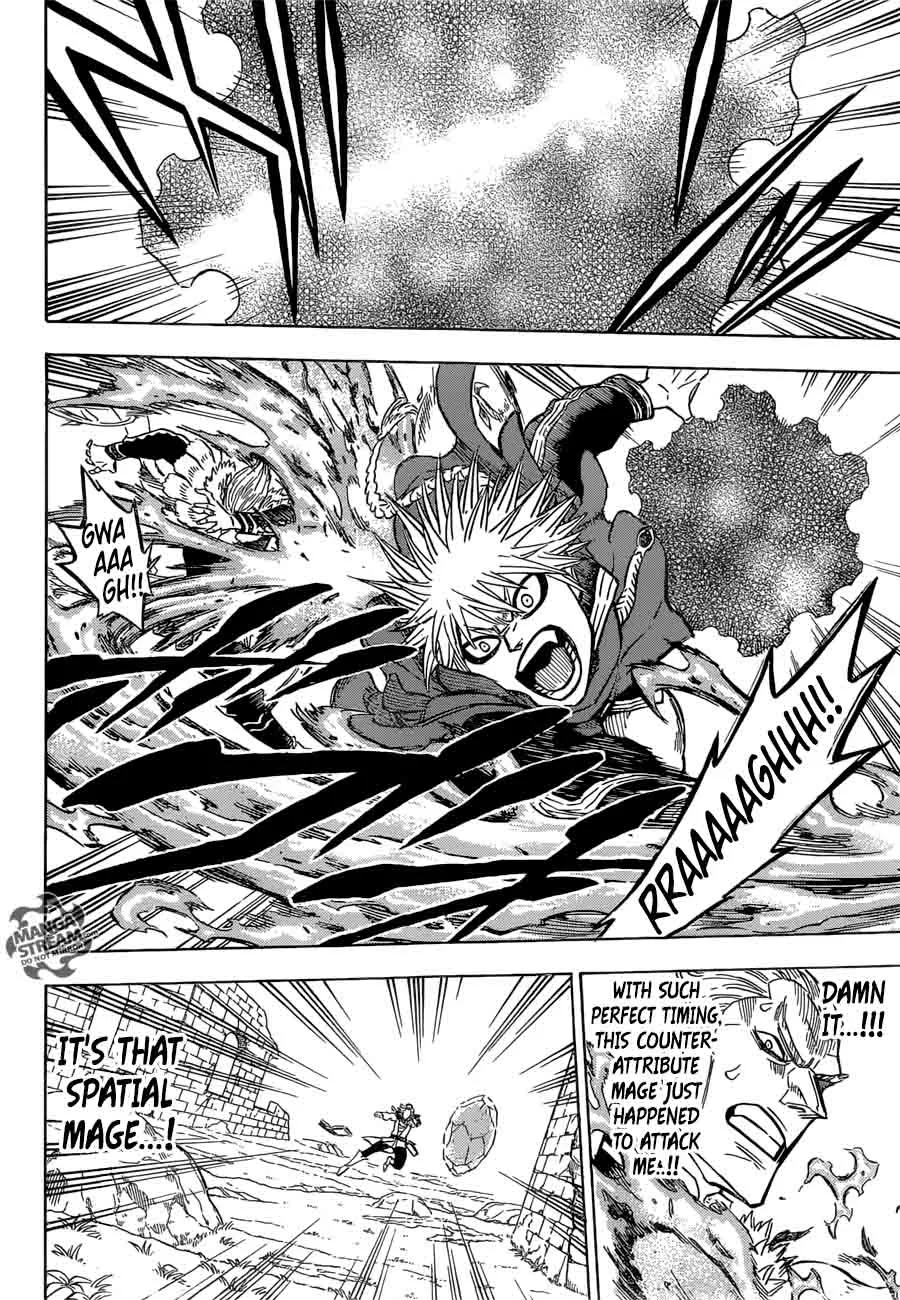 GWA
AAA
GH!!
RRAAAAAGHHH!!
MANGA
STREAM
DO NOT MIRROR
DAMN
IT...!!!
WITH SUCH
PERFECT TIMING,
THIS COUNTER-
ATTRIBUTE
MAGE JUST
HAPPENED
TO ATTACK
ME...!!
IT'S THAT
SPATIAL
MAGE...!